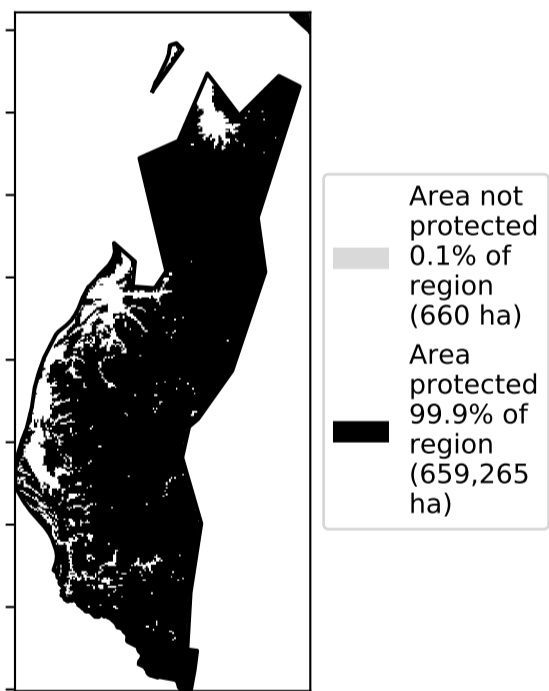 Area not
protected
0.1% of
region
(660 ha)
Area
protected
99.9% of
region
(659,265
ha)